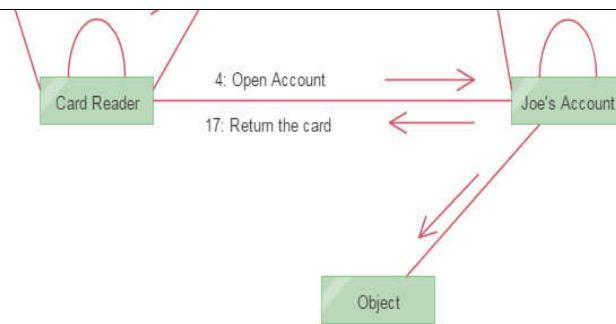 4: Open Account
Card Reader
Joe's Account
17: Return the card
Object